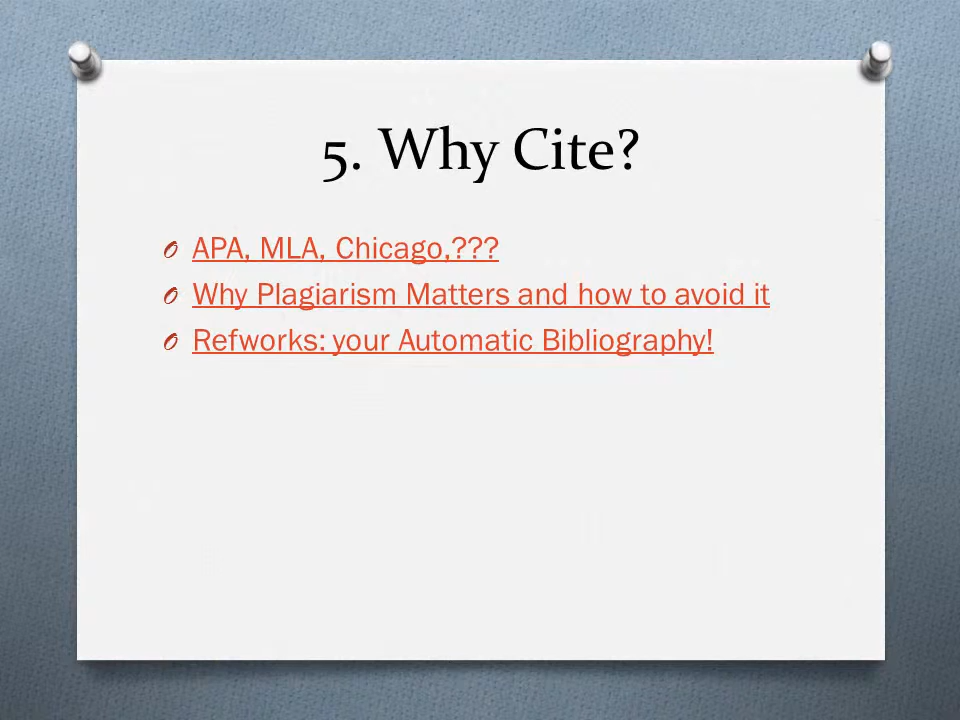 5. Why Cite?
APA, MLA, Chicago,???
Why Plagiarism Matters and how to avoid it
Refworks: your Automatic Bibliography!